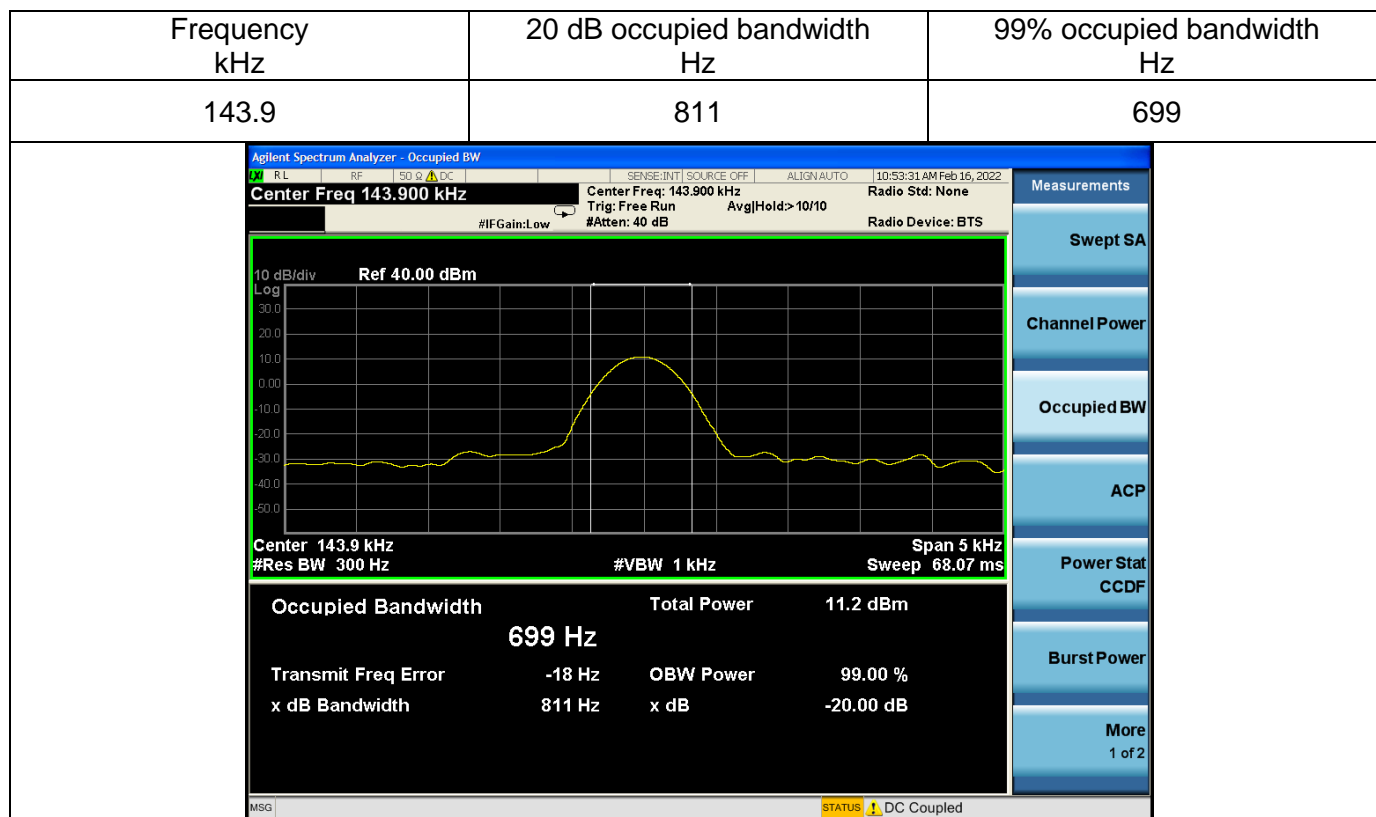 Frequency
kHz
20 dB occupied bandwidth
Hz
99% occupied bandwidth
Hz
143.9
811
699
Agilent Spectrum Analyzer - Occupied BW
LXI RL RF 50 Ω DC SENSE:INT SOURCE OFF ALIGN AUTO 10:53:31 AM Feb 16, 2022
Center Freq 143.900 kHz
Center Freq: 143.900 kHz
Radio Std: None
Trig: Free Run
Avg|Hold:>10/10
#IFGain:Low
#Atten: 40 dB
Radio Device: BTS
10 dB/div
Ref 40.00 dBm
Log
30.0
20.0
10.0
0.00
-10.0
-20.0
-30.0
-40.0
-50.0
Center 143.9 kHz
Span 5 kHz
#Res BW 300 Hz
#VBW 1 kHz
Sweep 68.07 ms
Occupied Bandwidth
Total Power
11.2 dBm
699 Hz
Transmit Freq Error
-18 Hz
OBW Power
99.00 %
x dB Bandwidth
811 Hz
x dB
-20.00 dB
Measurements
Swept SA
Channel Power
Occupied BW
ACP
Power Stat
CCDF
Burst Power
More
1 of 2
MSG
STATUS
DC Coupled